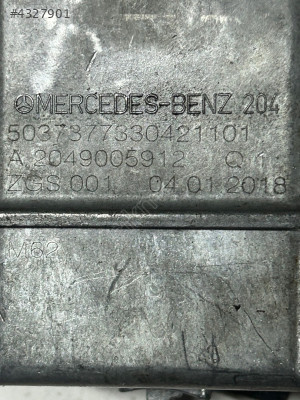 #4327901
MERCEDES-BENZ 204
5037377330421101
A 2049005912 Q 1
ZGS 001 04.01.2018
M62